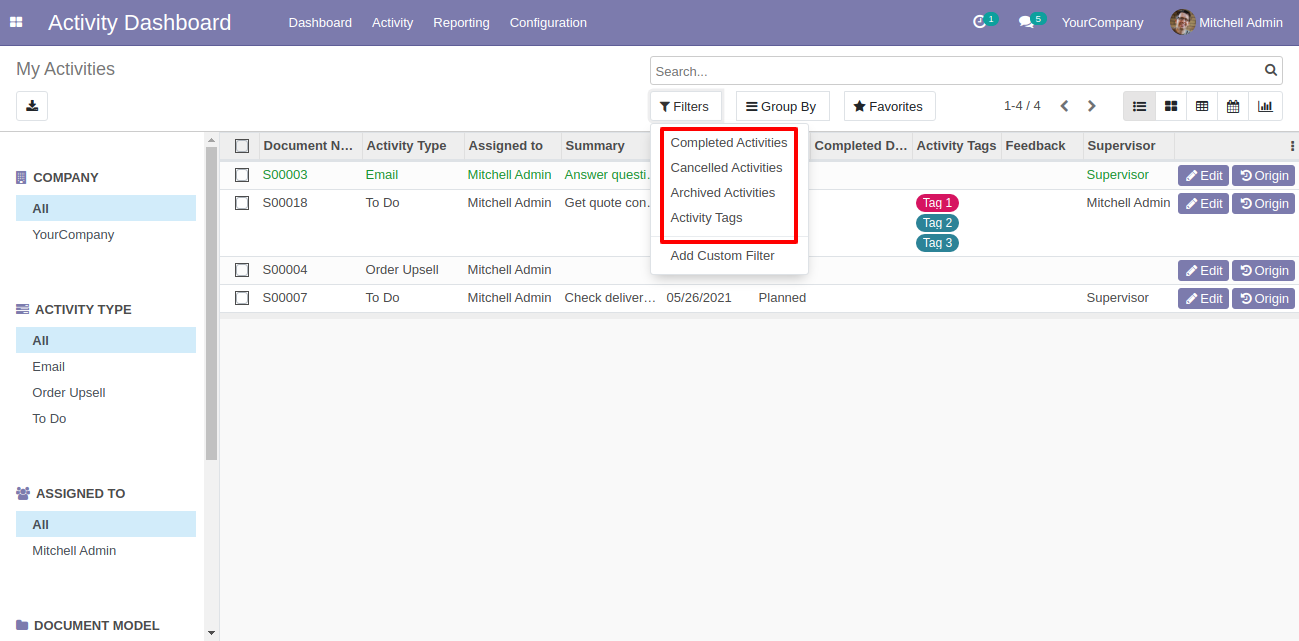 Activity Dashboard
Dashboard Activity Reporting Configuration
1 5 YourCompany Mitchell Admin
My Activities
Search...
Filters Group By Favorites 1-4 / 4
Completed Activities
Cancelled Activities
Archived Activities
Activity Tags
Add Custom Filter
COMPANY
All
YourCompany
ACTIVITY TYPE
All
Email
Order Upsell
To Do
ASSIGNED TO
All
Mitchell Admin
DOCUMENT MODEL
Document N... Activity Type Assigned to Summary Completed D... Activity Tags Feedback Supervisor
S00003 Email Mitchell Admin Answer questi... Supervisor Edit Origin
S00018 To Do Mitchell Admin Get quote con... Tag 1 Mitchell Admin Edit Origin
Tag 2
Tag 3
S00004 Order Upsell Mitchell Admin Edit Origin
S00007 To Do Mitchell Admin Check deliver... 05/26/2021 Planned Supervisor Edit Origin